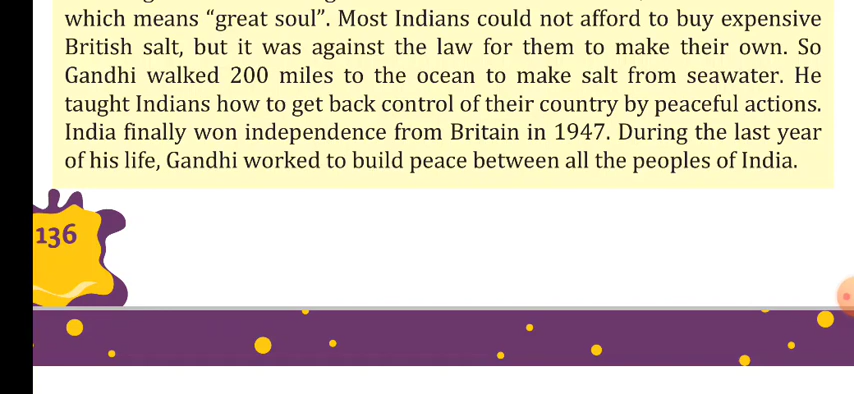 which means “great soul”. Most Indians could not afford to buy expensive
British salt, but it was against the law for them to make their own. So
Gandhi walked 200 miles to the ocean to make salt from seawater. He
taught Indians how to get back control of their country by peaceful actions.
India finally won independence from Britain in 1947. During the last year
of his life, Gandhi worked to build peace between all the peoples of India.
136